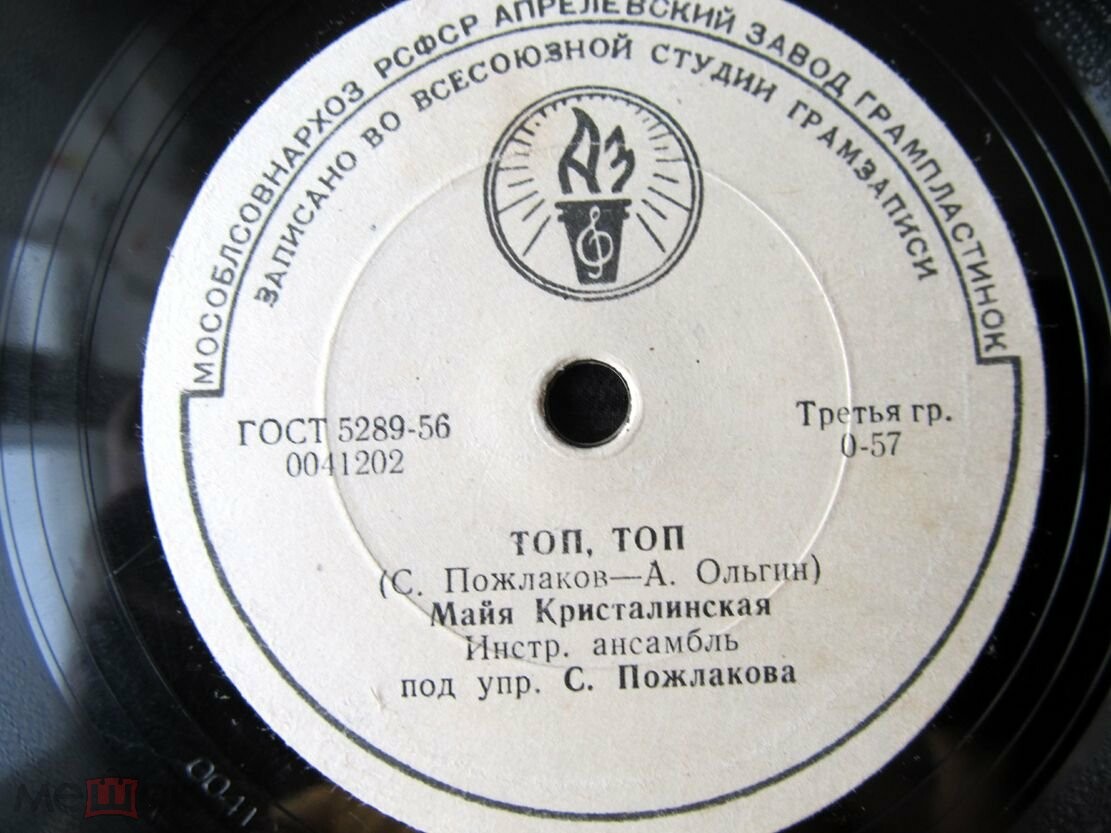 МОСОБЛСОВНАРХОЗ РСФСР АПРЕЛЕВСКИЙ ЗАВОД ГРАМПЛАСТИНОК
ЗАПИСАНО ВО ВСЕСОЮЗНОЙ СТУДИИ ГРАМЗАПИСИ
АЗ
ГОСТ 5289-56
0041202
Третья гр.
0-57
ТОП, ТОП
(С. Пожлаков—А. Ольгин)
Майя Кристалинская
Инстр. ансамбль
под упр. С. Пожлакова